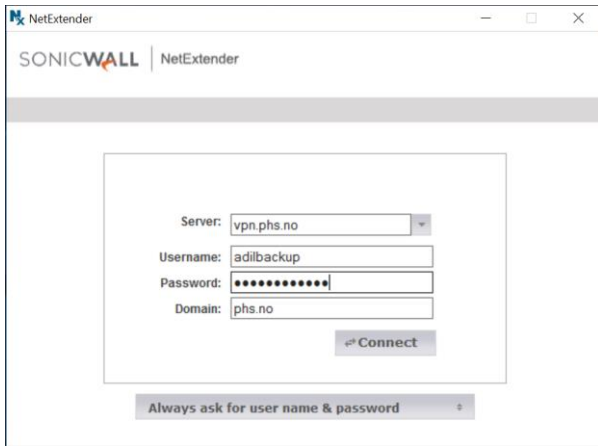 NetExtender
SONICWALL | NetExtender
Server: vpn.phs.no
Username: adilbackup
Password: ••••••••••••
Domain: phs.no
Connect
Always ask for user name & password